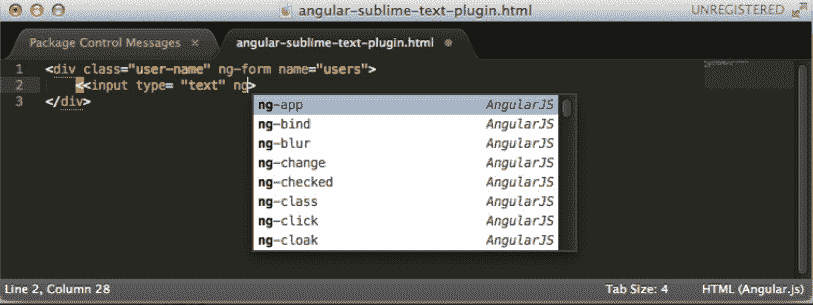 angular-sublime-text-plugin.html UNREGISTERED
Package Control Messages × angular-sublime-text-plugin.html
1 <div class="user-name" ng-form name="users">
2 <<input type= "text" ng>
3 </div>
ng-app AngularJS
ng-bind AngularJS
ng-blur AngularJS
ng-change AngularJS
ng-checked AngularJS
ng-class AngularJS
ng-click AngularJS
ng-cloak AngularJS
Line 2, Column 28 Tab Size: 4 HTML (Angular.js)